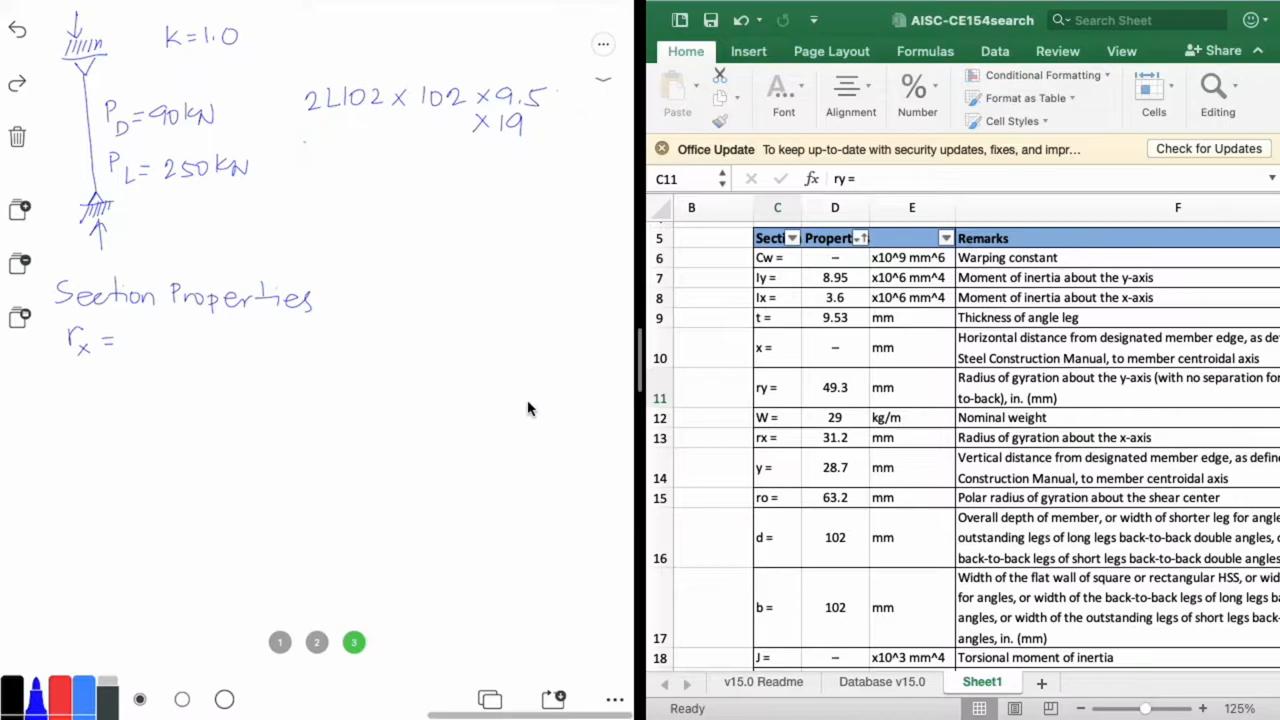 K = 1.0
P_D = 90 kN
P_L = 250 kN
2L102 × 102 × 9.5
× 19
Section Properties
r_x =
1 2 3
AISC-CE154search
Search Sheet
Home Insert Page Layout Formulas Data Review View Share
Paste Font Alignment Number Conditional Formatting Format as Table Cell Styles Cells Editing
Office Update To keep up-to-date with security updates, fixes, and impr... Check for Updates
C11 fx ry =
B C D E F
5 Secti Propert Remarks
6 Cw = – x10^9 mm^6 Warping constant
7 Iy = 8.95 x10^6 mm^4 Moment of inertia about the y-axis
8 Ix = 3.6 x10^6 mm^4 Moment of inertia about the x-axis
9 t = 9.53 mm Thickness of angle leg
10 x = – mm Horizontal distance from designated member edge, as de
Steel Construction Manual, to member centroidal axis
11 ry = 49.3 mm Radius of gyration about the y-axis (with no separation for
to-back), in. (mm)
12 W = 29 kg/m Nominal weight
13 rx = 31.2 mm Radius of gyration about the x-axis
14 y = 28.7 mm Vertical distance from designated member edge, as define
Construction Manual, to member centroidal axis
15 ro = 63.2 mm Polar radius of gyration about the shear center
16 d = 102 mm Overall depth of member, or width of shorter leg for angle
outstanding legs of long legs back-to-back double angles,
back-to-back legs of short legs back-to-back double angles
17 b = 102 mm Width of the flat wall of square or rectangular HSS, or wid
for angles, or width of the back-to-back legs of long legs ba
angles, or width of the outstanding legs of short legs back-
angles, in. (mm)
18 J = – x10^3 mm^4 Torsional moment of inertia
v15.0 Readme Database v15.0 Sheet1
Ready 125%